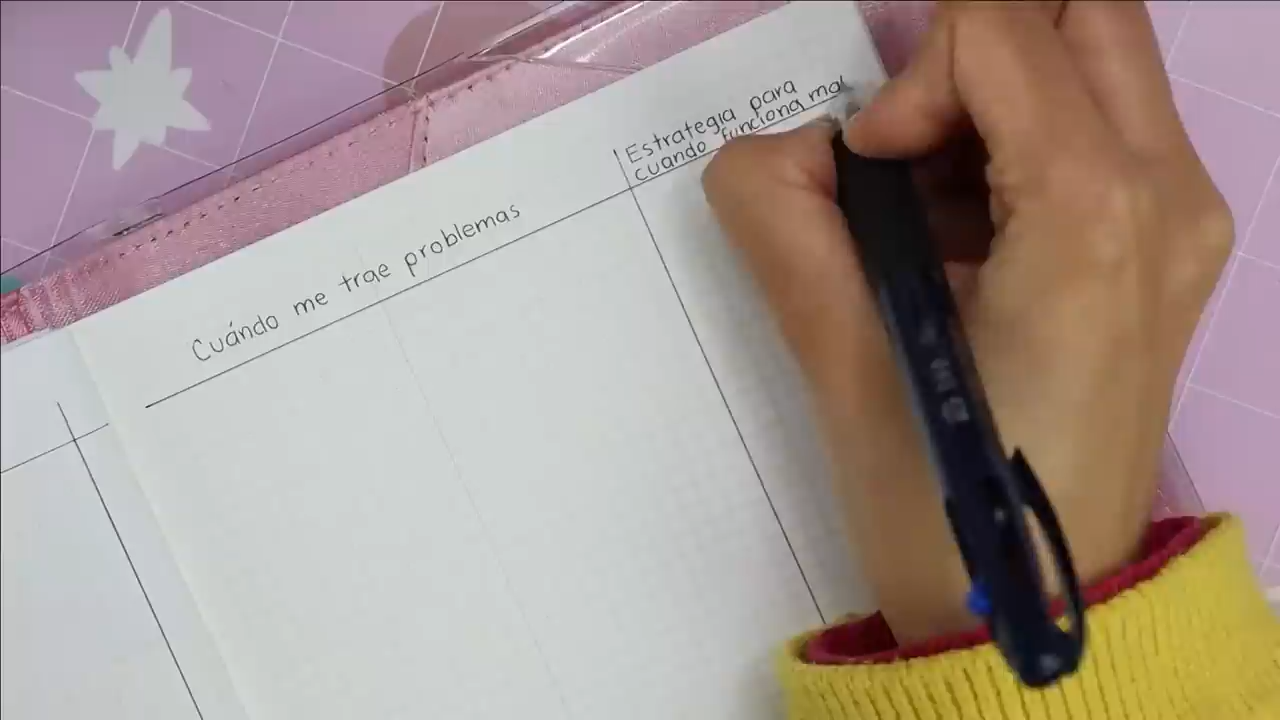 Cuándo me trae problemas
Estrategia para
cuando funciona mal